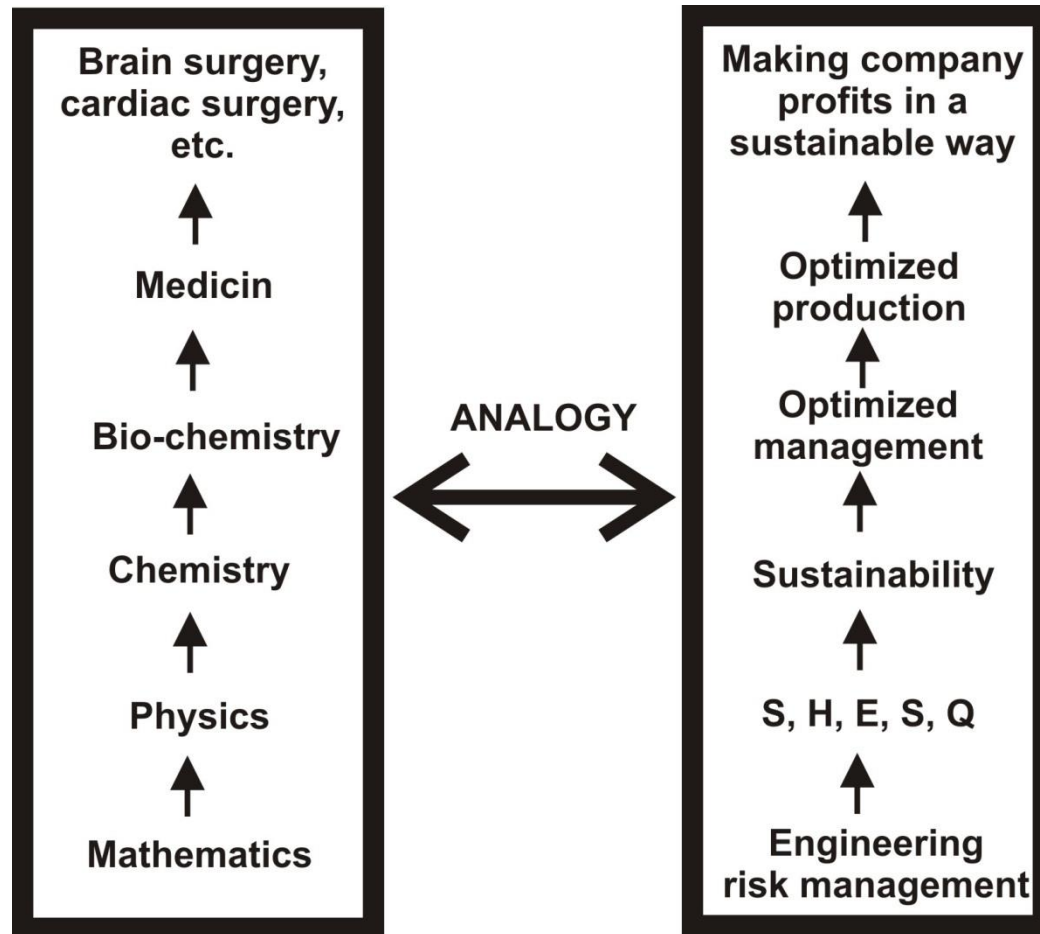 Brain surgery,
cardiac surgery,
etc.
Medicin
Bio-chemistry
Chemistry
Physics
Mathematics
ANALOGY
Making company
profits in a
sustainable way
Optimized
production
Optimized
management
Sustainability
S, H, E, S, Q
Engineering
risk management